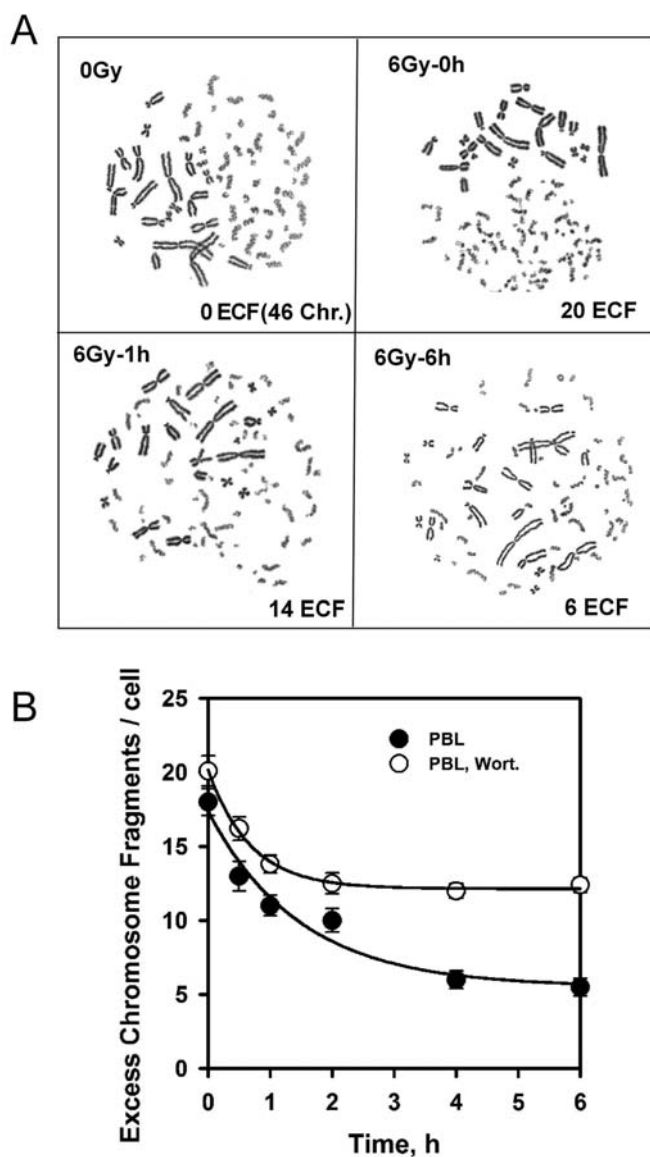 A
0Gy
6Gy-0h
0 ECF(46 Chr.)
20 ECF
6Gy-1h
6Gy-6h
14 ECF
6 ECF
B
Excess Chromosome Fragments / cell
25
20
15
10
5
0
PBL
PBL, Wort.
0 1 2 3 4 5 6
Time, h